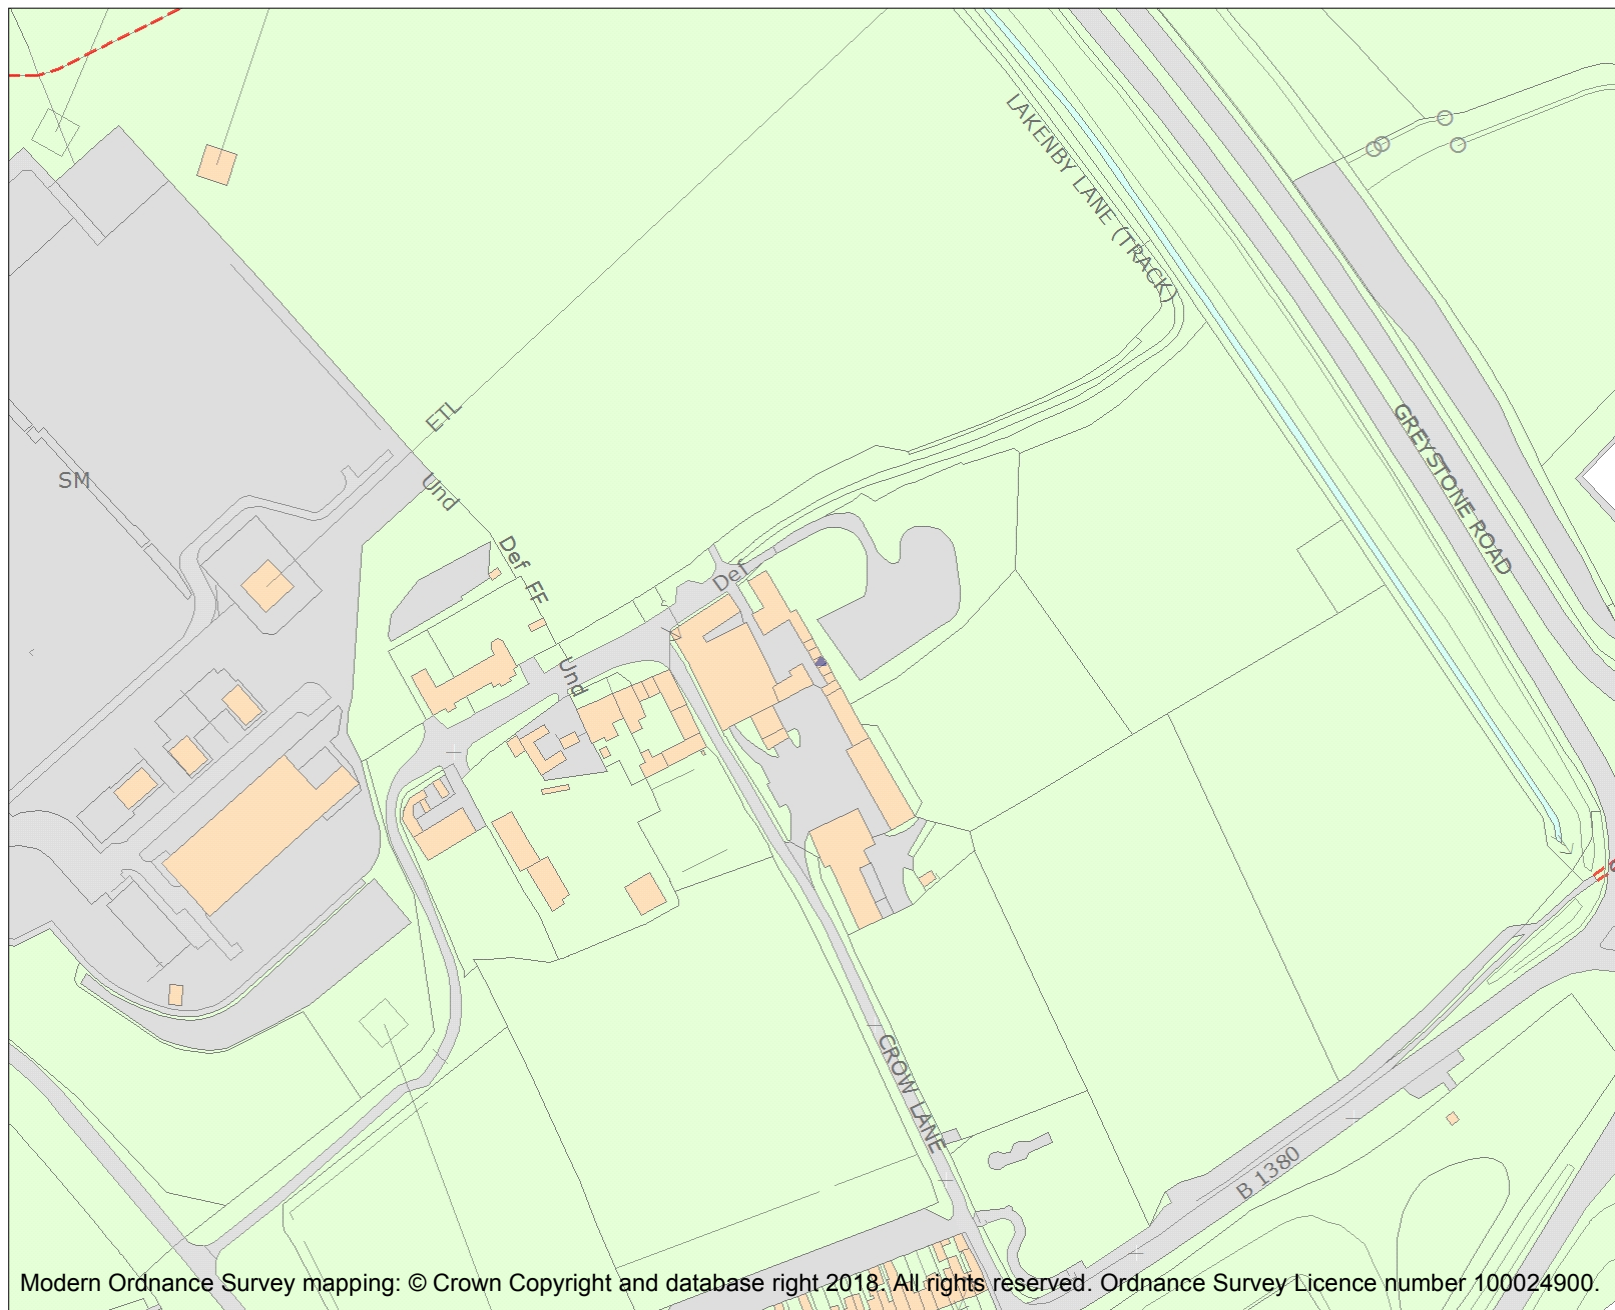 LAKENBY LANE (TRACK)
GREYSTONE ROAD
ETL
SM
Und
Def FF
Def
Und
CROW LANE
B 1380
Modern Ordnance Survey mapping: © Crown Copyright and database right 2018. All rights reserved. Ordnance Survey Licence number 100024900.